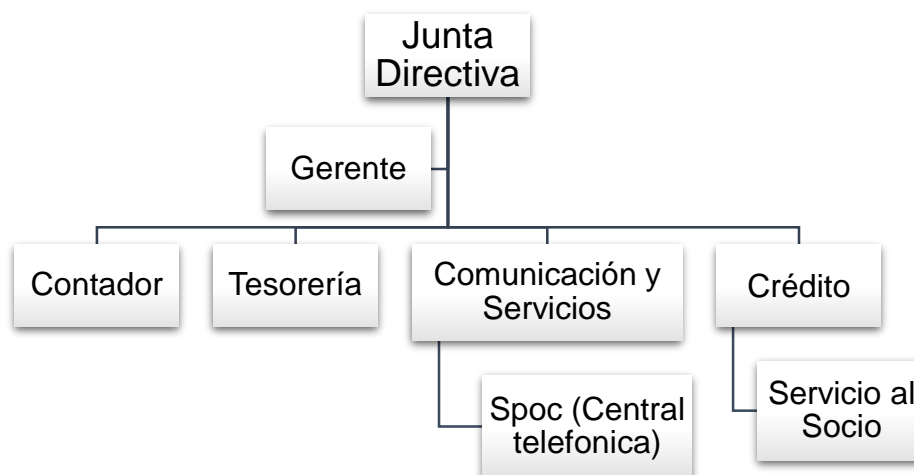 Junta
Directiva
Gerente
Contador
Tesorería
Comunicación y
Servicios
Crédito
Spoc (Central
telefonica)
Servicio al
Socio